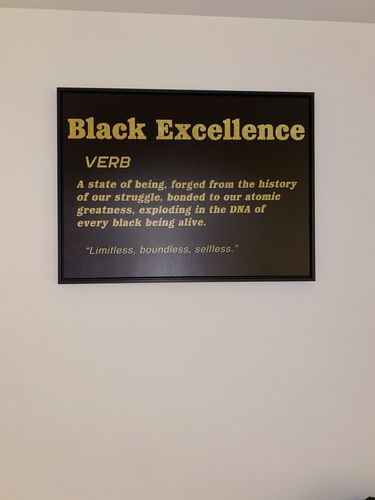 Black Excellence
VERB
A state of being, forged from the history
of our struggle, bonded to our atomic
greatness, exploding in the DNA of
every black being alive.
"Limitless, boundless, selfless."